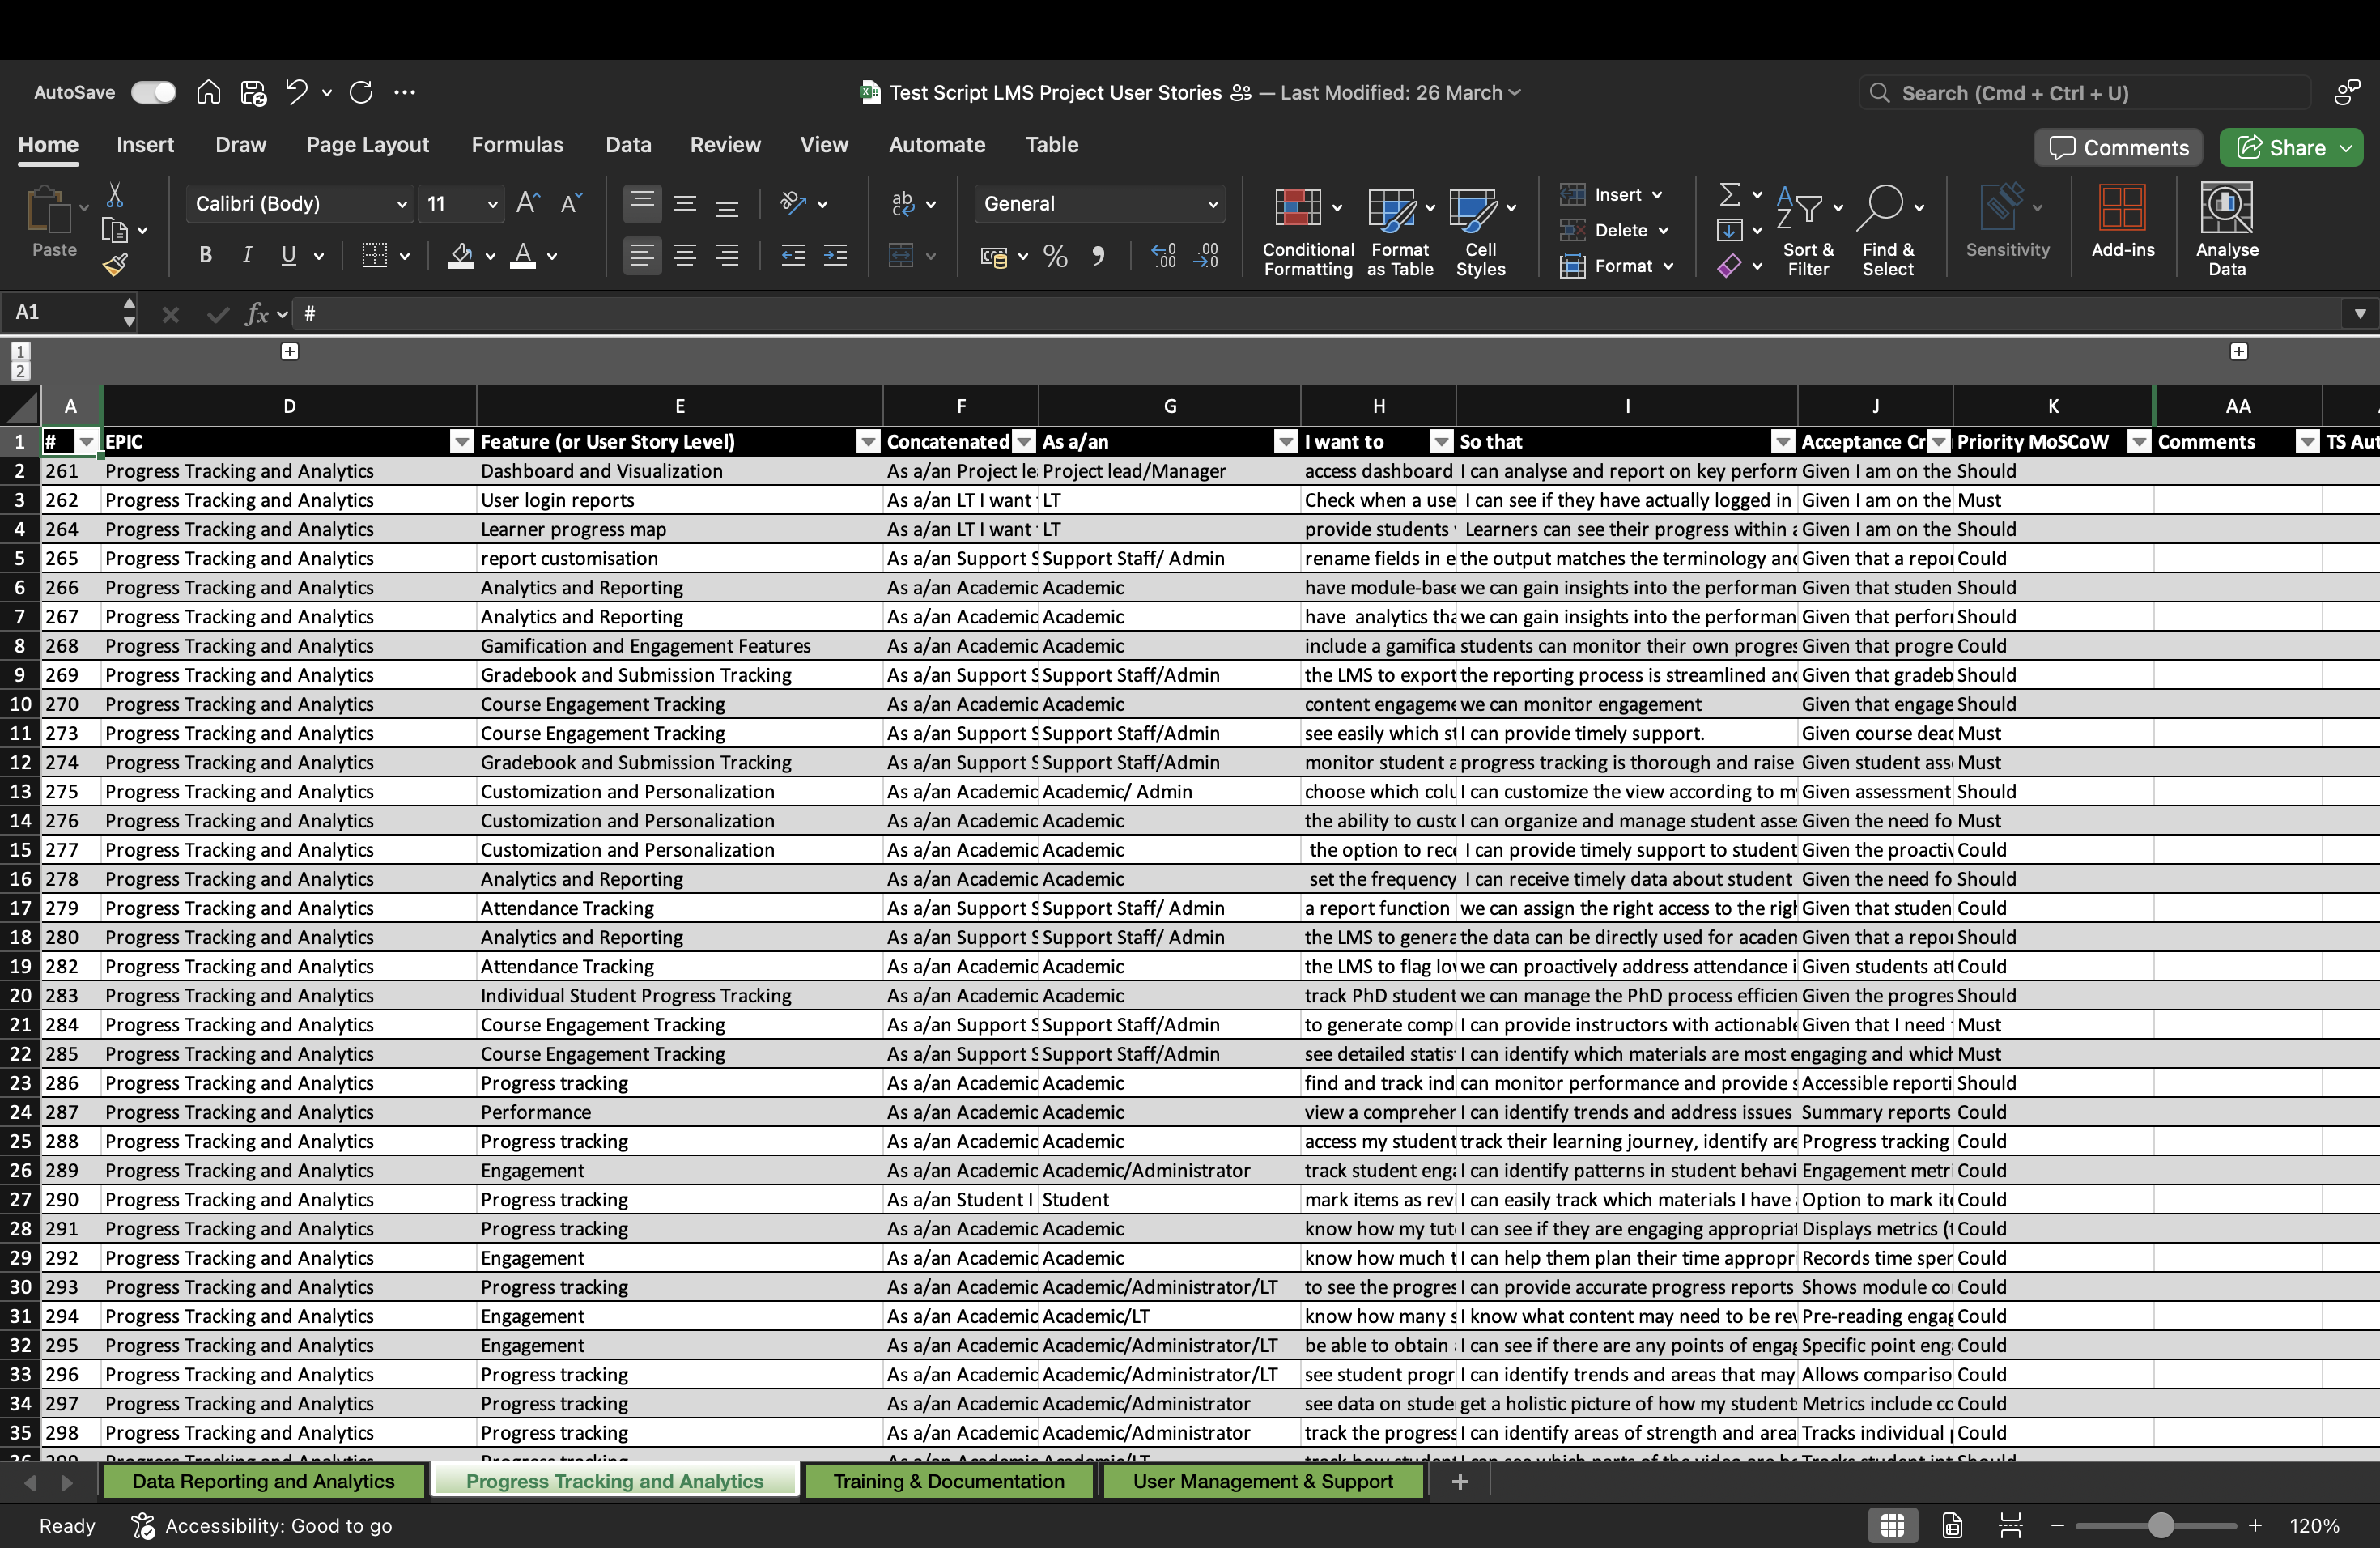 AutoSave
Test Script LMS Project User Stories — Last Modified: 26 March
Search (Cmd + Ctrl + U)
Home Insert Draw Page Layout Formulas Data Review View Automate Table
Comments Share
Paste
Calibri (Body) 11
B I U
General
Conditional Formatting
Format as Table
Cell Styles
Insert
Delete
Format
Sort & Filter
Find & Select
Sensitivity
Add-ins
Analyse Data
A1 fx #
1
2
A D E F G H I J K AA
1 # EPIC Feature (or User Story Level) Concatenated As a/an I want to So that Acceptance Cr Priority MoSCoW Comments TS Aut
2 261 Progress Tracking and Analytics Dashboard and Visualization As a/an Project le Project lead/Manager access dashboard I can analyse and report on key perform Given I am on the Should
3 262 Progress Tracking and Analytics User login reports As a/an LT I want LT Check when a use I can see if they have actually logged in Given I am on the Must
4 264 Progress Tracking and Analytics Learner progress map As a/an LT I want LT provide students Learners can see their progress within a Given I am on the Should
5 265 Progress Tracking and Analytics report customisation As a/an Support S Support Staff/ Admin rename fields in e the output matches the terminology and Given that a repo Could
6 266 Progress Tracking and Analytics Analytics and Reporting As a/an Academic Academic have module-base we can gain insights into the performan Given that studen Should
7 267 Progress Tracking and Analytics Analytics and Reporting As a/an Academic Academic have analytics tha we can gain insights into the performan Given that perfor Should
8 268 Progress Tracking and Analytics Gamification and Engagement Features As a/an Academic Academic include a gamifica students can monitor their own progres Given that progre Could
9 269 Progress Tracking and Analytics Gradebook and Submission Tracking As a/an Support S Support Staff/Admin the LMS to export the reporting process is streamlined and Given that gradeb Should
10 270 Progress Tracking and Analytics Course Engagement Tracking As a/an Academic Academic content engageme we can monitor engagement Given that engage Should
11 273 Progress Tracking and Analytics Course Engagement Tracking As a/an Support S Support Staff/Admin see easily which st I can provide timely support. Given course dead Must
12 274 Progress Tracking and Analytics Gradebook and Submission Tracking As a/an Support S Support Staff/Admin monitor student a progress tracking is thorough and raise Given student ass Must
13 275 Progress Tracking and Analytics Customization and Personalization As a/an Academic Academic/ Admin choose which colu I can customize the view according to my Given assessment Should
14 276 Progress Tracking and Analytics Customization and Personalization As a/an Academic Academic the ability to custo I can organize and manage student asse Given the need fo Must
15 277 Progress Tracking and Analytics Customization and Personalization As a/an Academic Academic the option to rece I can provide timely support to student Given the proactiv Could
16 278 Progress Tracking and Analytics Analytics and Reporting As a/an Academic Academic set the frequency I can receive timely data about student Given the need fo Should
17 279 Progress Tracking and Analytics Attendance Tracking As a/an Support S Support Staff/ Admin a report function we can assign the right access to the righ Given that studen Could
18 280 Progress Tracking and Analytics Analytics and Reporting As a/an Support S Support Staff/ Admin the LMS to genera the data can be directly used for academ Given that a repo Should
19 282 Progress Tracking and Analytics Attendance Tracking As a/an Academic Academic the LMS to flag lo we can proactively address attendance i Given students att Could
20 283 Progress Tracking and Analytics Individual Student Progress Tracking As a/an Academic Academic track PhD student we can manage the PhD process efficien Given the progres Should
21 284 Progress Tracking and Analytics Course Engagement Tracking As a/an Support S Support Staff/Admin to generate comp I can provide instructors with actionable Given that I need Must
22 285 Progress Tracking and Analytics Course Engagement Tracking As a/an Support S Support Staff/Admin see detailed statis I can identify which materials are most engaging and which Must
23 286 Progress Tracking and Analytics Progress tracking As a/an Academic Academic find and track ind can monitor performance and provide s Accessible reporti Should
24 287 Progress Tracking and Analytics Performance As a/an Academic Academic view a comprehen I can identify trends and address issues Summary reports Could
25 288 Progress Tracking and Analytics Progress tracking As a/an Academic Academic access my student track their learning journey, identify are Progress tracking Could
26 289 Progress Tracking and Analytics Engagement As a/an Academic Academic/Administrator track student enga I can identify patterns in student behavi Engagement metr Could
27 290 Progress Tracking and Analytics Progress tracking As a/an Student I Student mark items as rev I can easily track which materials I have Option to mark ite Could
28 291 Progress Tracking and Analytics Progress tracking As a/an Academic Academic know how my tut I can see if they are engaging appropriat Displays metrics (t Could
29 292 Progress Tracking and Analytics Engagement As a/an Academic Academic know how much t I can help them plan their time appropr Records time spen Could
30 293 Progress Tracking and Analytics Progress tracking As a/an Academic Academic/Administrator/LT to see the progres I can provide accurate progress reports Shows module co Could
31 294 Progress Tracking and Analytics Engagement As a/an Academic Academic/LT know how many s I know what content may need to be rev Pre-reading engag Could
32 295 Progress Tracking and Analytics Engagement As a/an Academic Academic/Administrator/LT be able to obtain I can see if there are any points of engag Specific point eng Could
33 296 Progress Tracking and Analytics Progress tracking As a/an Academic Academic/Administrator/LT see student progr I can identify trends and areas that may Allows compariso Could
34 297 Progress Tracking and Analytics Progress tracking As a/an Academic Academic/Administrator see data on stude get a holistic picture of how my student Metrics include co Could
35 298 Progress Tracking and Analytics Progress tracking As a/an Academic Academic/Administrator track the progress I can identify areas of strength and area Tracks individual Could
Data Reporting and Analytics Progress Tracking and Analytics Training & Documentation User Management & Support
Ready Accessibility: Good to go 120%